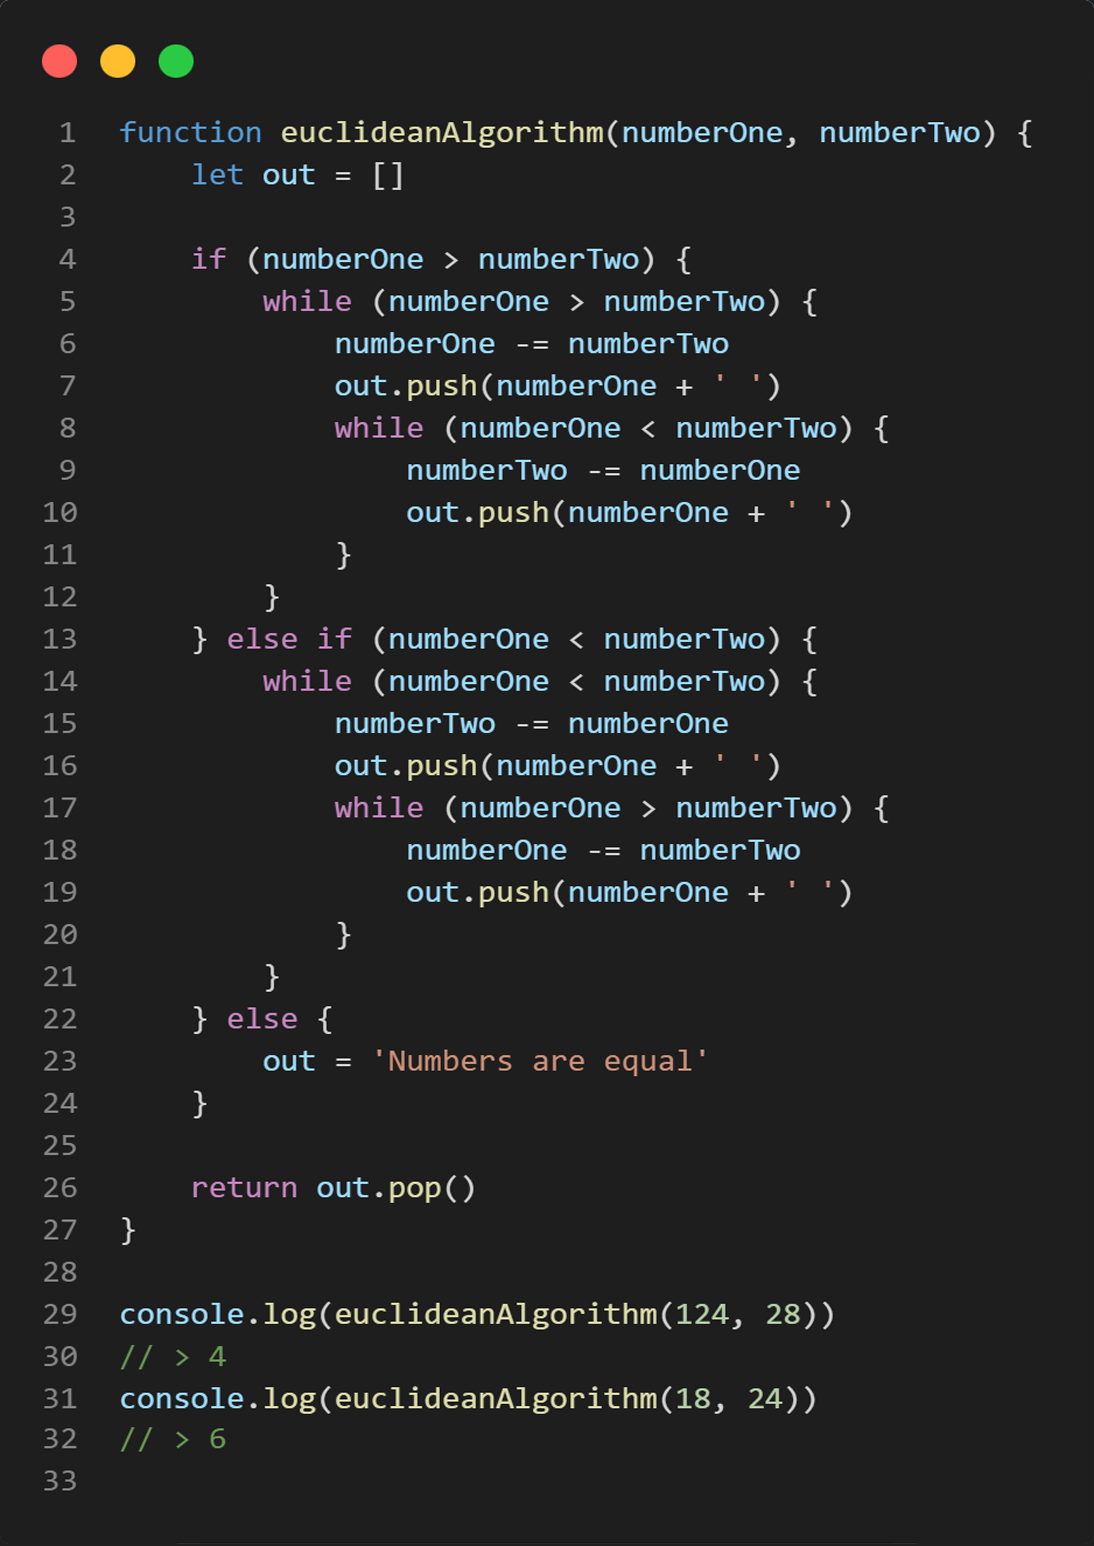 1 function euclideanAlgorithm(numberOne, numberTwo) {
2     let out = []
3
4     if (numberOne > numberTwo) {
5         while (numberOne > numberTwo) {
6             numberOne -= numberTwo
7             out.push(numberOne + ' ')
8             while (numberOne < numberTwo) {
9                 numberTwo -= numberOne
10                 out.push(numberOne + ' ')
11             }
12         }
13     } else if (numberOne < numberTwo) {
14         while (numberOne < numberTwo) {
15             numberTwo -= numberOne
16             out.push(numberOne + ' ')
17             while (numberOne > numberTwo) {
18                 numberOne -= numberTwo
19                 out.push(numberOne + ' ')
20             }
21         }
22     } else {
23         out = 'Numbers are equal'
24     }
25
26     return out.pop()
27 }
28
29 console.log(euclideanAlgorithm(124, 28))
30 // > 4
31 console.log(euclideanAlgorithm(18, 24))
32 // > 6
33